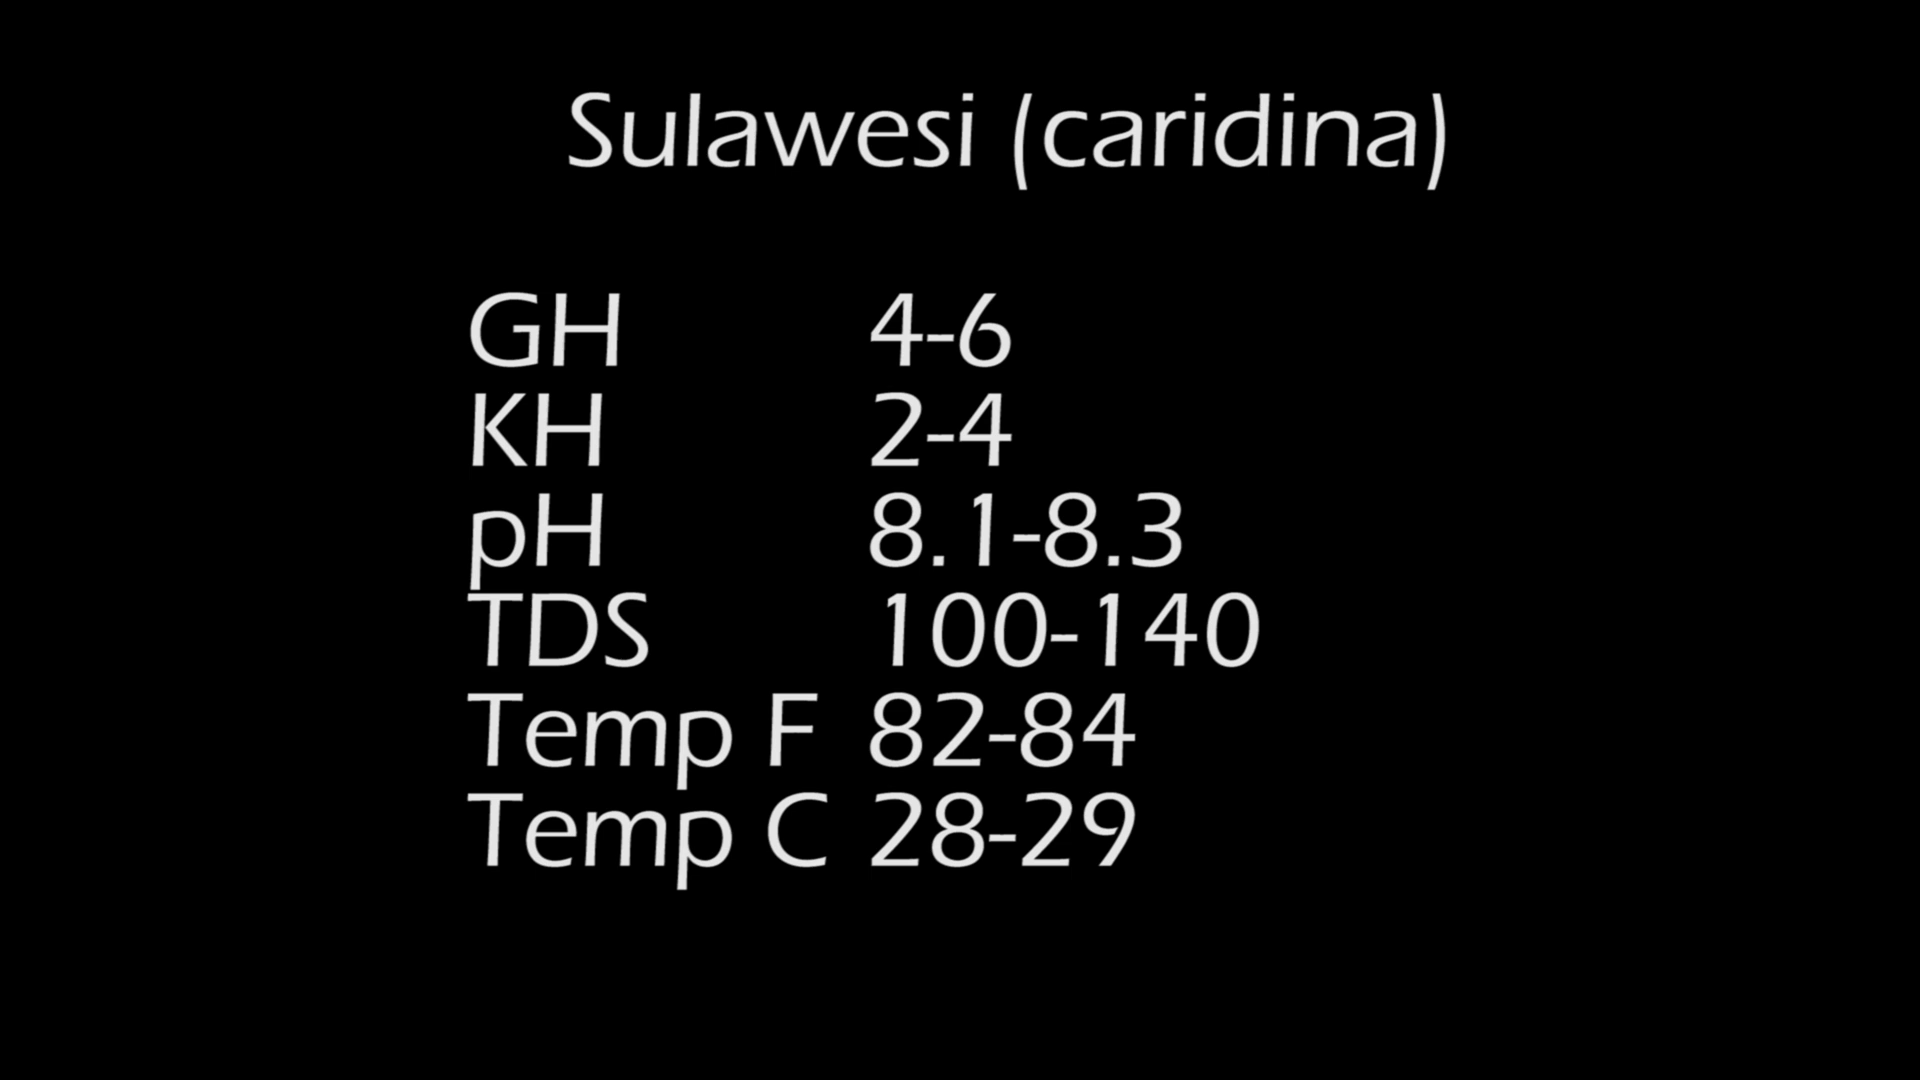 Sulawesi (caridina)
GH 4-6
KH 2-4
pH 8.1-8.3
TDS 100-140
Temp F 82-84
Temp C 28-29